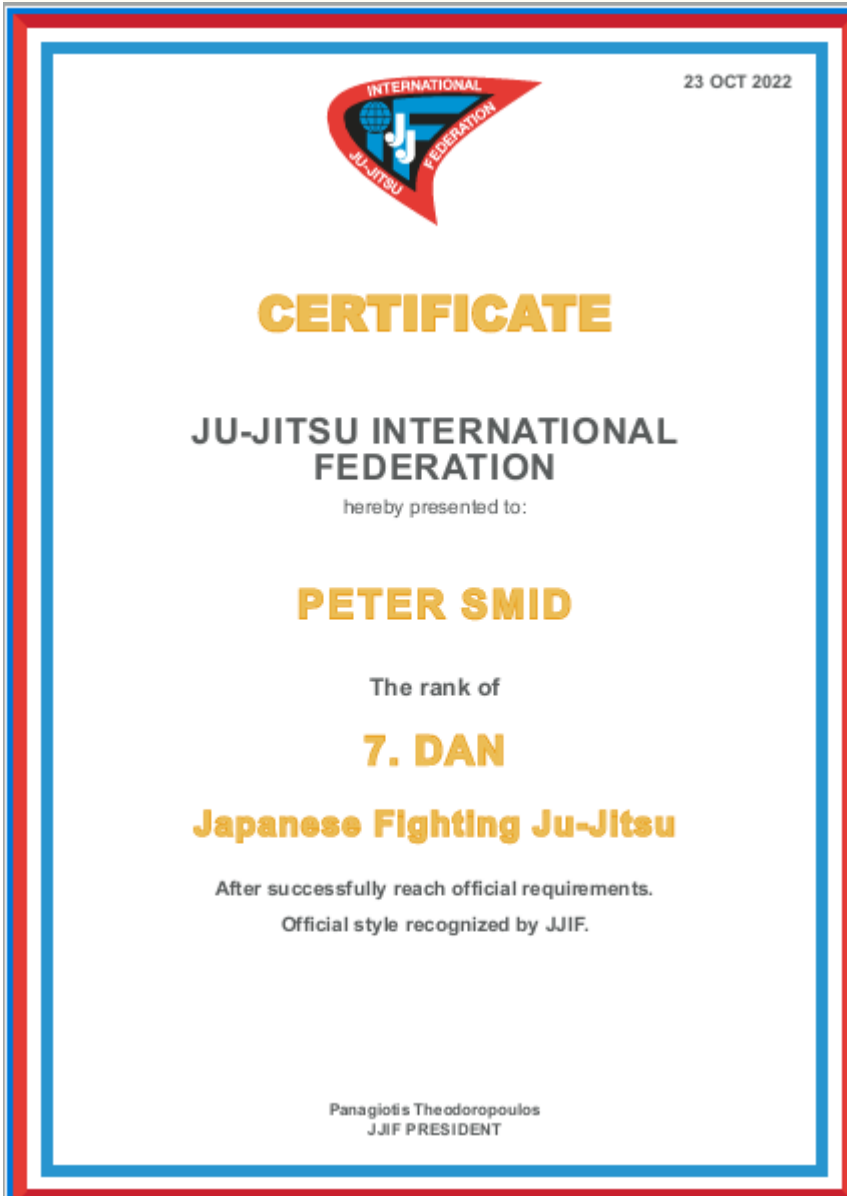 23 OCT 2022
INTERNATIONAL
FEDERATION
JU-JITSU
JJIF
CERTIFICATE
JU-JITSU INTERNATIONAL
FEDERATION
hereby presented to:
PETER SMID
The rank of
7. DAN
Japanese Fighting Ju-Jitsu
After successfully reach official requirements.
Official style recognized by JJIF.
Panagiotis Theodoropoulos
JJIF PRESIDENT